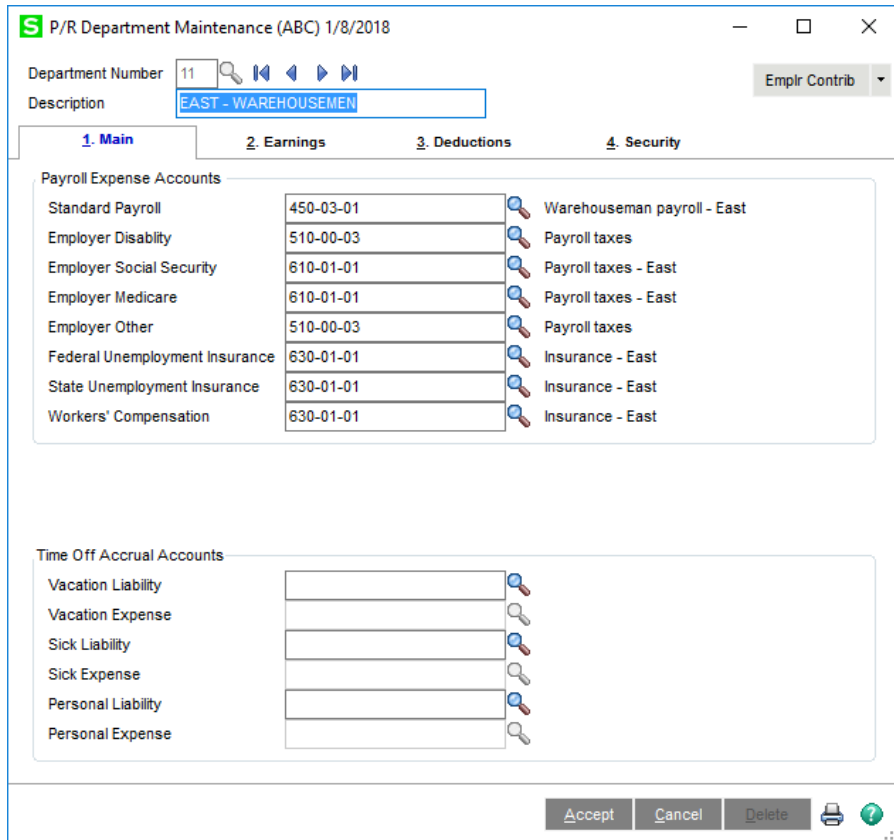 S P/R Department Maintenance (ABC) 1/8/2018
Department Number 11
Emplr Contrib
Description EAST - WAREHOUSEMEN
1. Main 2. Earnings 3. Deductions 4. Security
Payroll Expense Accounts
Standard Payroll 450-03-01 Warehouseman payroll - East
Employer Disablity 510-00-03 Payroll taxes
Employer Social Security 610-01-01 Payroll taxes - East
Employer Medicare 610-01-01 Payroll taxes - East
Employer Other 510-00-03 Payroll taxes
Federal Unemployment Insurance 630-01-01 Insurance - East
State Unemployment Insurance 630-01-01 Insurance - East
Workers' Compensation 630-01-01 Insurance - East
Time Off Accrual Accounts
Vacation Liability
Vacation Expense
Sick Liability
Sick Expense
Personal Liability
Personal Expense
Accept Cancel Delete ?